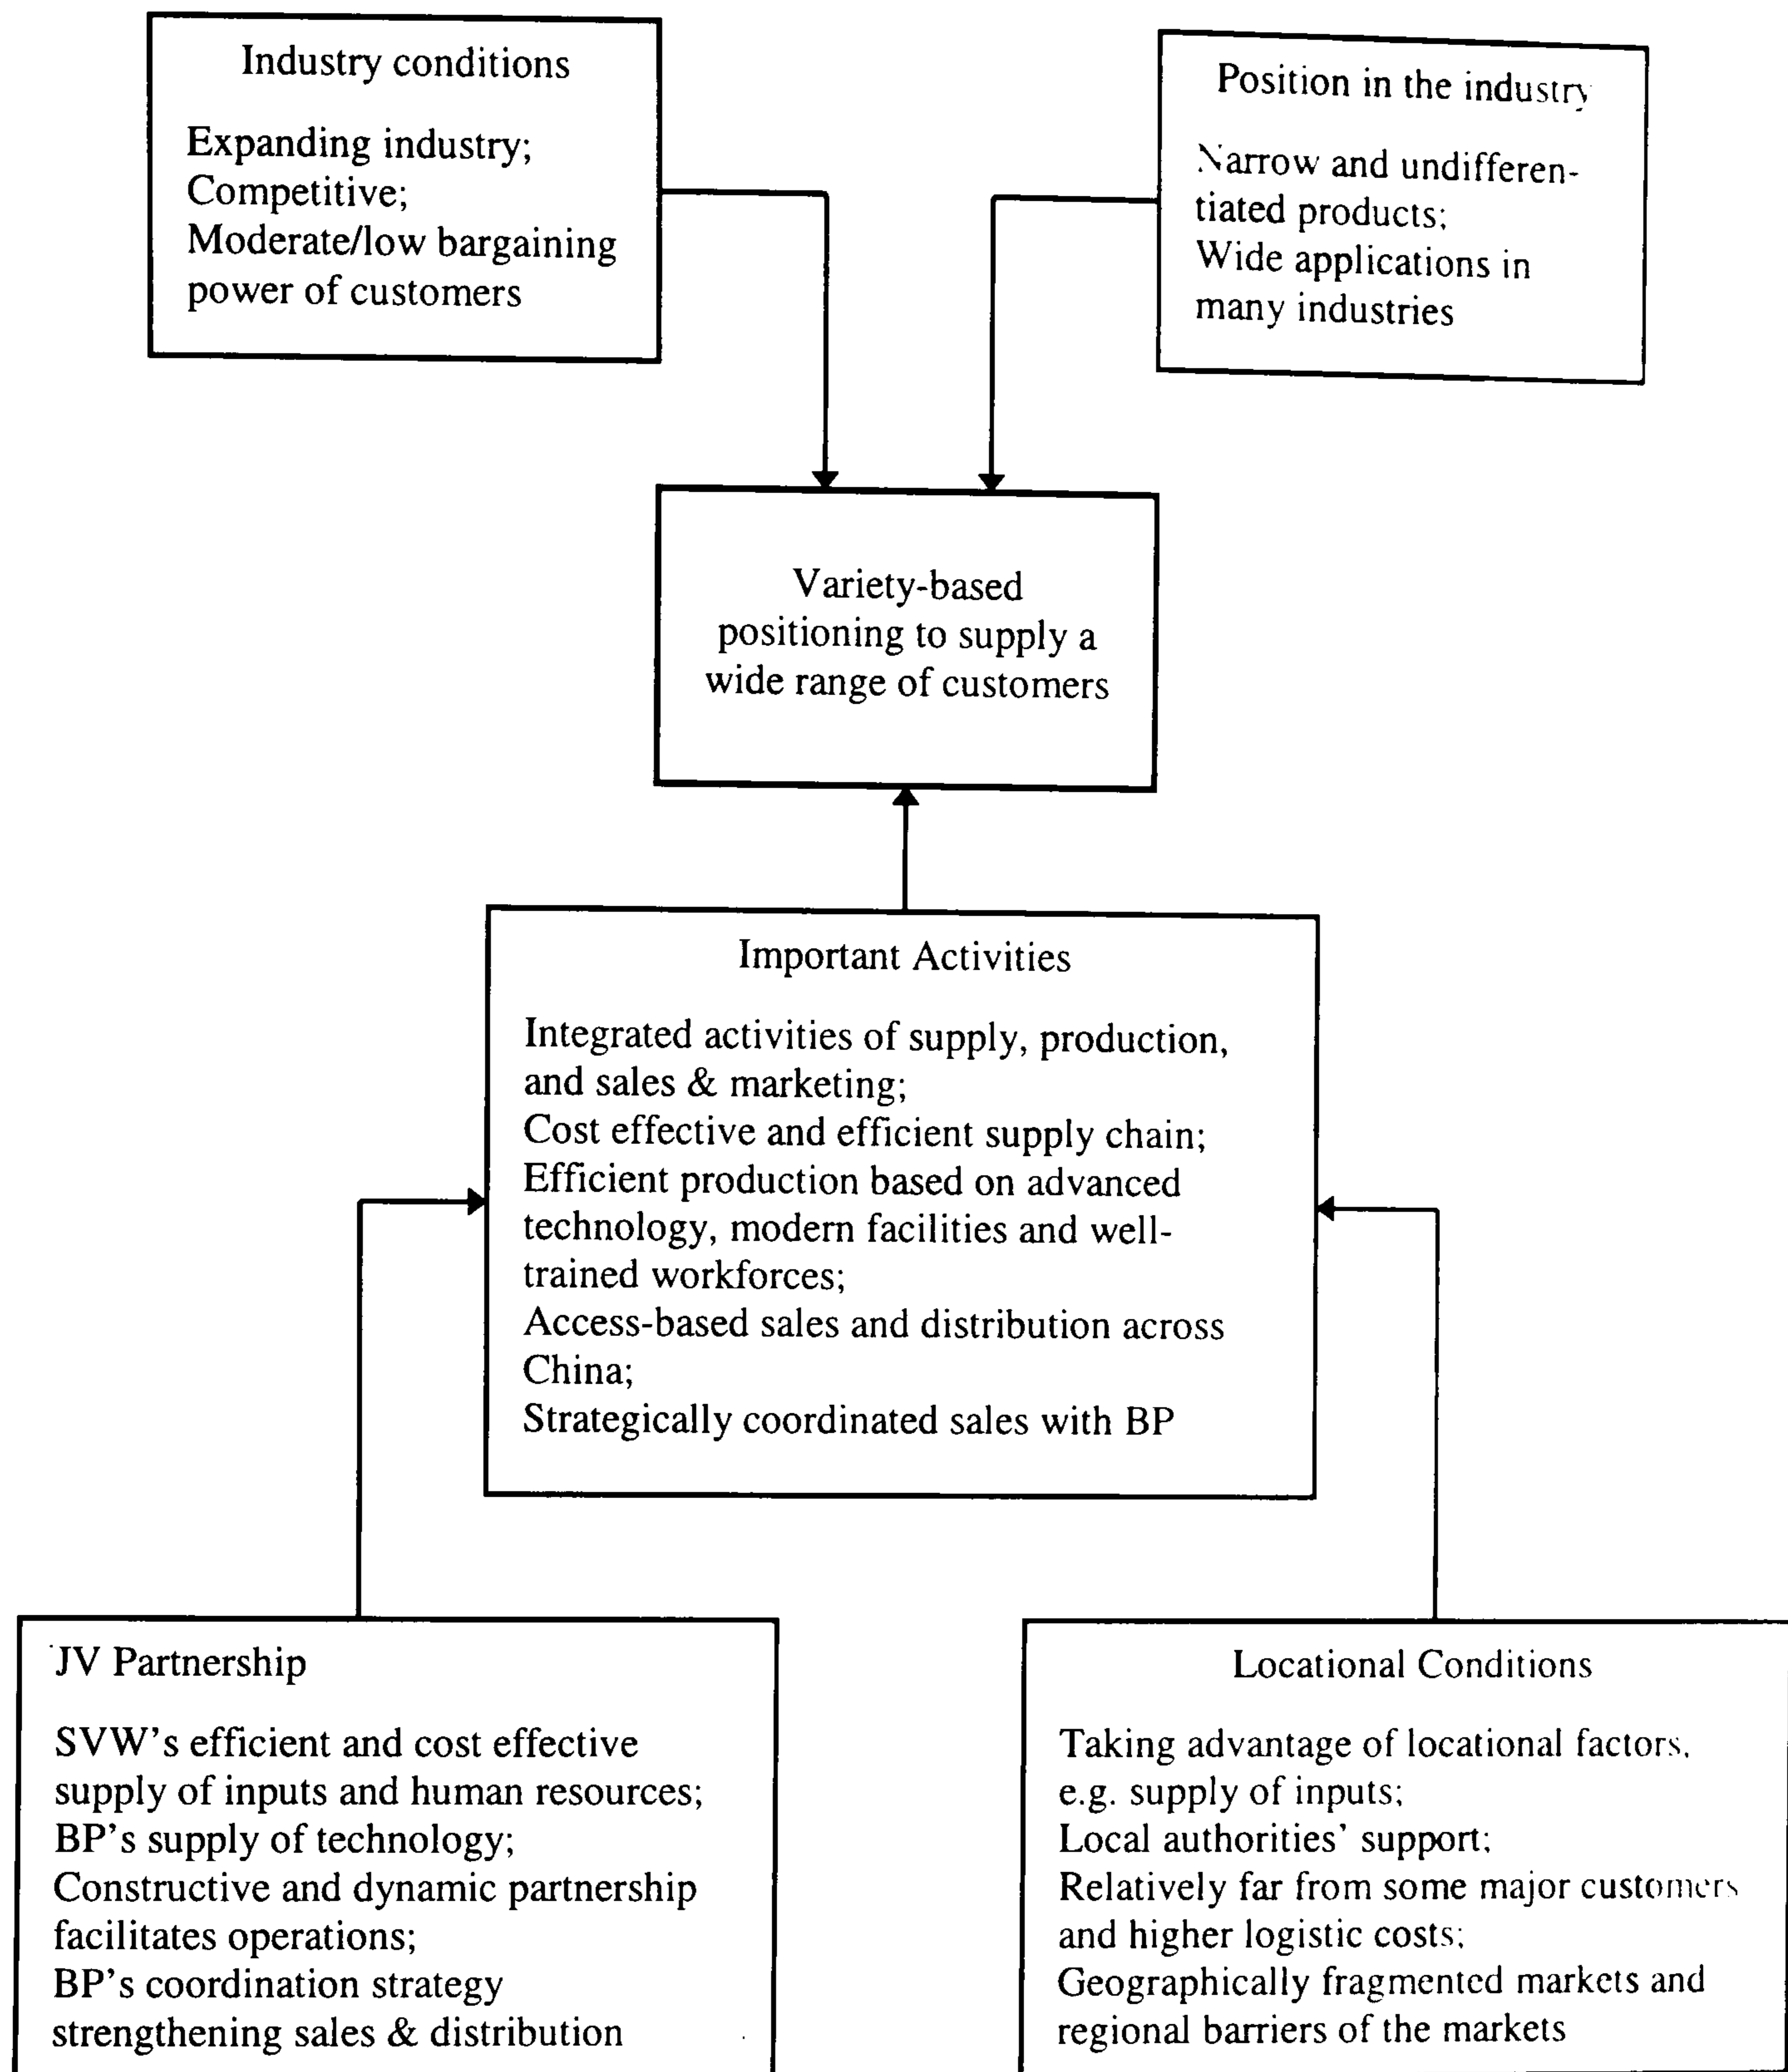 Industry conditions
Expanding industry;
Competitive;
Moderate/low bargaining
power of customers
Position in the industry
Narrow and undifferen-
tiated products;
Wide applications in
many industries
Variety-based
positioning to supply a
wide range of customers
Important Activities
Integrated activities of supply, production,
and sales & marketing;
Cost effective and efficient supply chain;
Efficient production based on advanced
technology, modern facilities and well-
trained workforces;
Access-based sales and distribution across
China;
Strategically coordinated sales with BP
JV Partnership
SVW's efficient and cost effective
supply of inputs and human resources;
BP's supply of technology;
Constructive and dynamic partnership
facilitates operations;
BP's coordination strategy
strengthening sales & distribution
Locational Conditions
Taking advantage of locational factors,
e.g. supply of inputs;
Local authorities' support;
Relatively far from some major customers
and higher logistic costs;
Geographically fragmented markets and
regional barriers of the markets